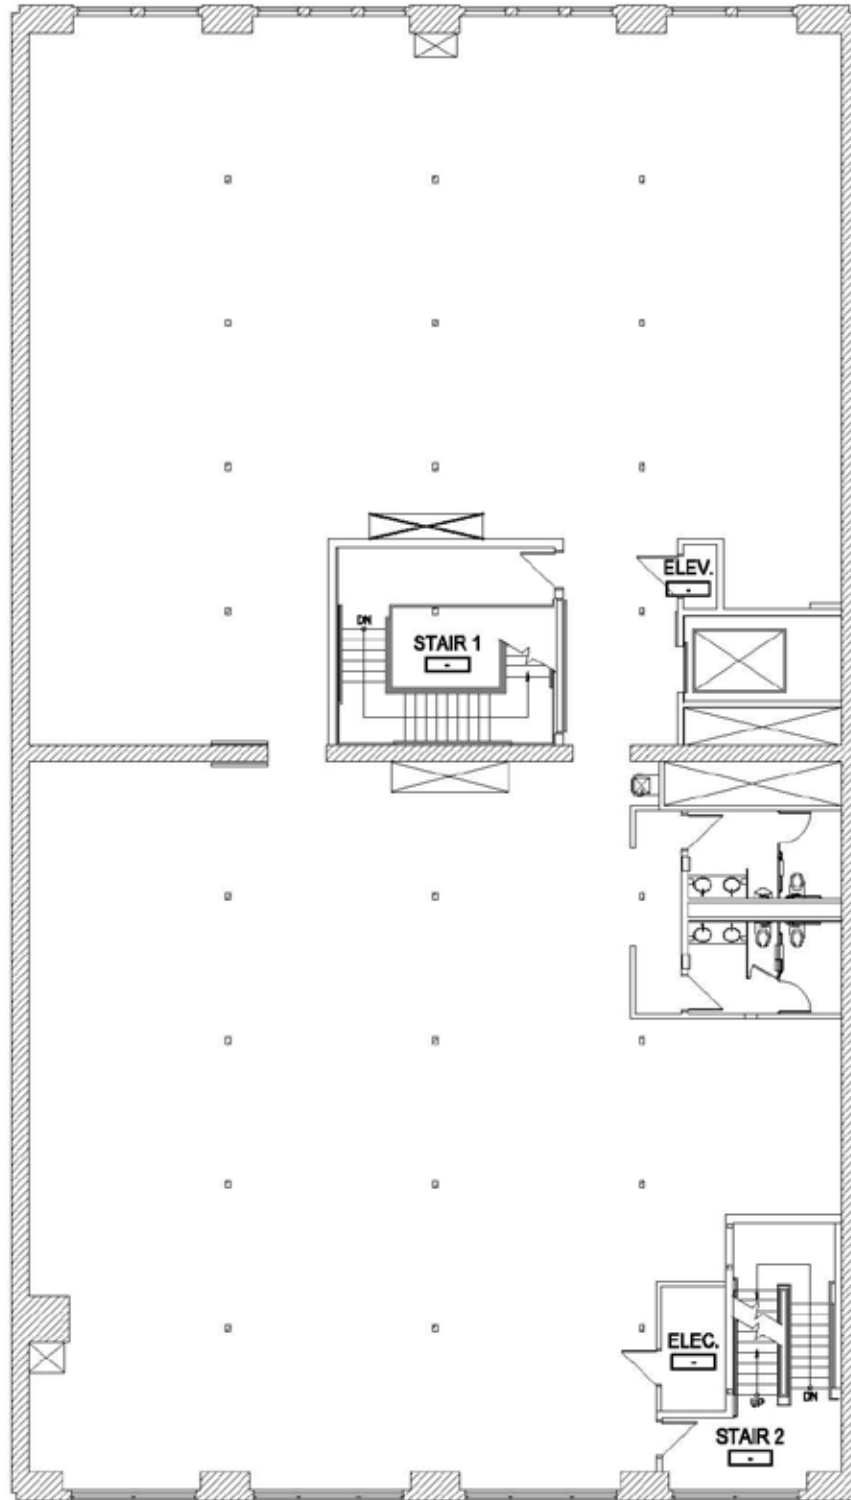 ELEV.
-
DN
STAIR 1
-
ELEC.
-
UP
DN
STAIR 2
-